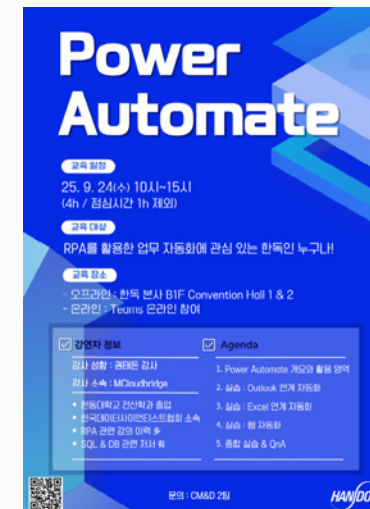 Power
Automate
교육 일정
25. 9. 24(수) 10시~15시
(4h / 점심시간 1h 제외)
교육 대상
RPA를 활용한 업무 자동화에 관심 있는 한독인 누구나!
교육 장소
- 오프라인 : 한독 본사 B1F Convention Hall 1 & 2
- 온라인 : Teams 온라인 참여
강연자 정보
강사 성함 : 권태돈 강사
강사 소속 : MCloudbridge
• 한동대학교 전산학과 졸업
• 한국데이터사이언티스트협회 소속
• RPA 관련 강의 이력 多
• SQL & DB 관련 저서 有
Agenda
1. Power Automate 개요와 활용 영역
2. 실습 : Outlook 연계 자동화
3. 실습 : Excel 연계 자동화
4. 실습 : 웹 자동화
5. 종합 실습 & QnA
문의 : CM&D 2팀
HANDO